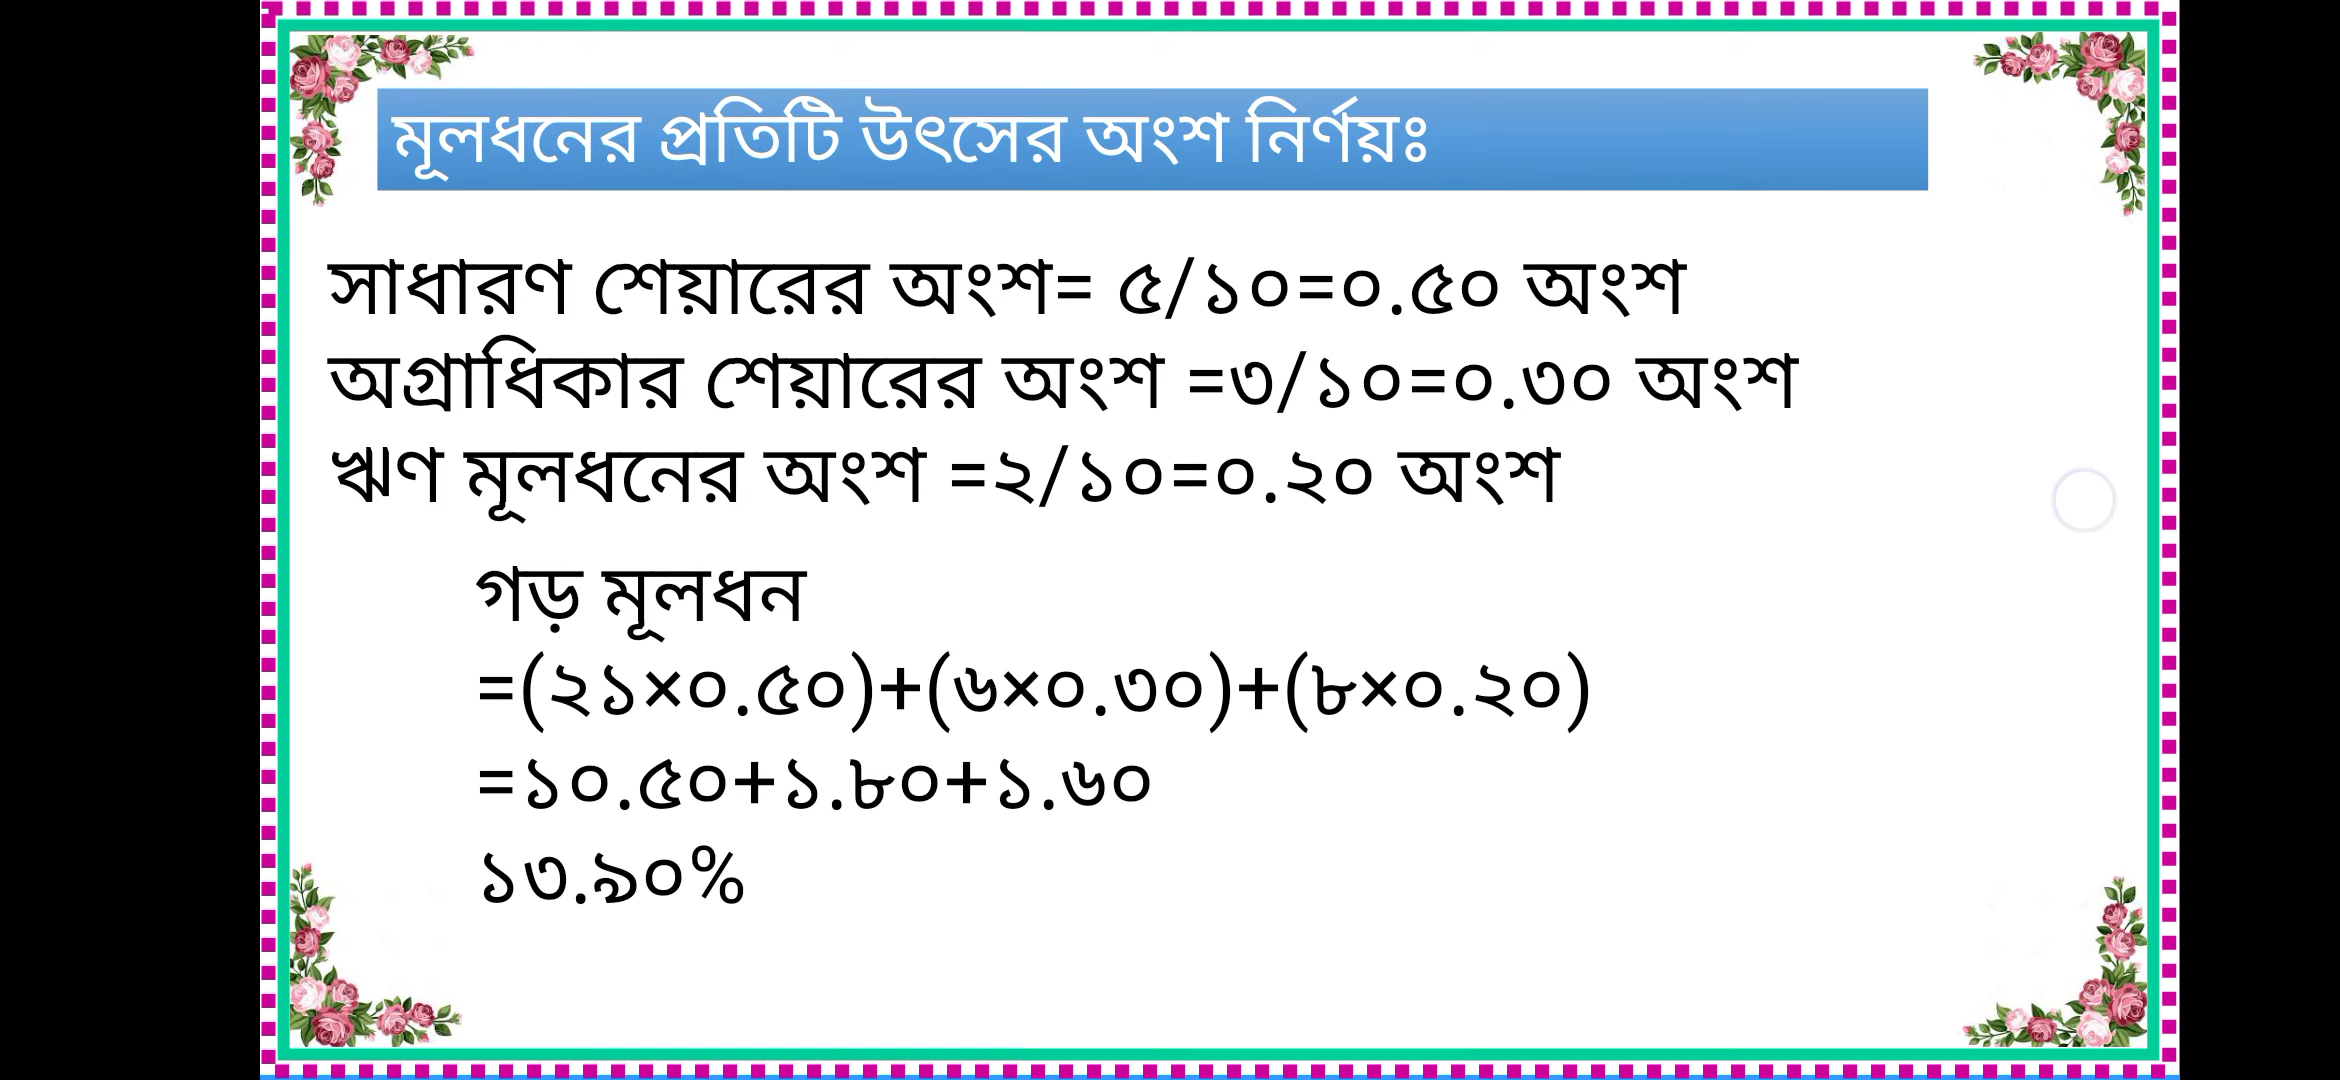 মূলধনের প্রতিটি উৎসের অংশ নির্ণয়ঃ
সাধারণ শেয়ারের অংশ= ৫/১০=০.৫০ অংশ
অগ্রাধিকার শেয়ারের অংশ =৩/১০=০.৩০ অংশ
ঋণ মূলধনের অংশ =২/১০=০.২০ অংশ
গড় মূলধন
=(২১×০.৫০)+(৬×০.৩০)+(৮×০.২০)
=১০.৫০+১.৮০+১.৬০
১৩.৯০%